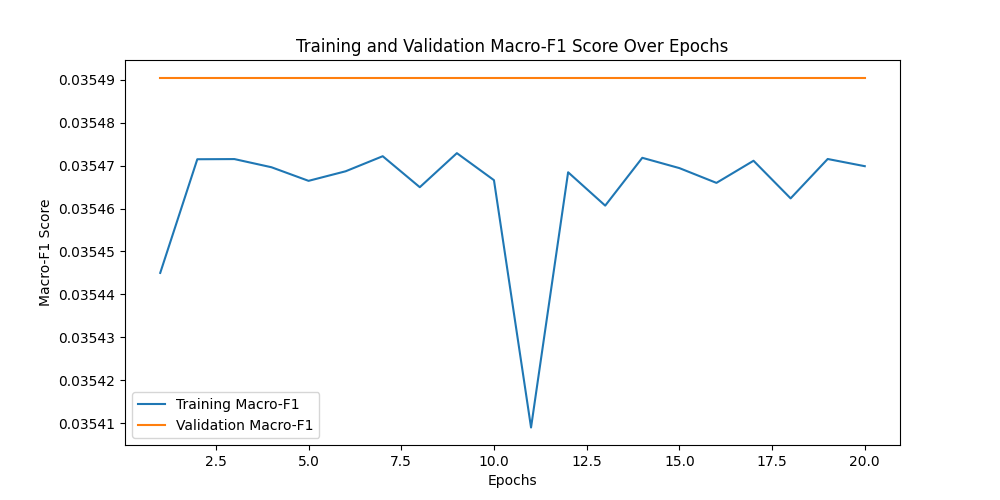 Training and Validation Macro-F1 Score Over Epochs
Macro-F1 Score
0.03549
0.03548
0.03547
0.03546
0.03545
0.03544
0.03543
0.03542
0.03541
Training Macro-F1
Validation Macro-F1
2.5 5.0 7.5 10.0 12.5 15.0 17.5 20.0
Epochs